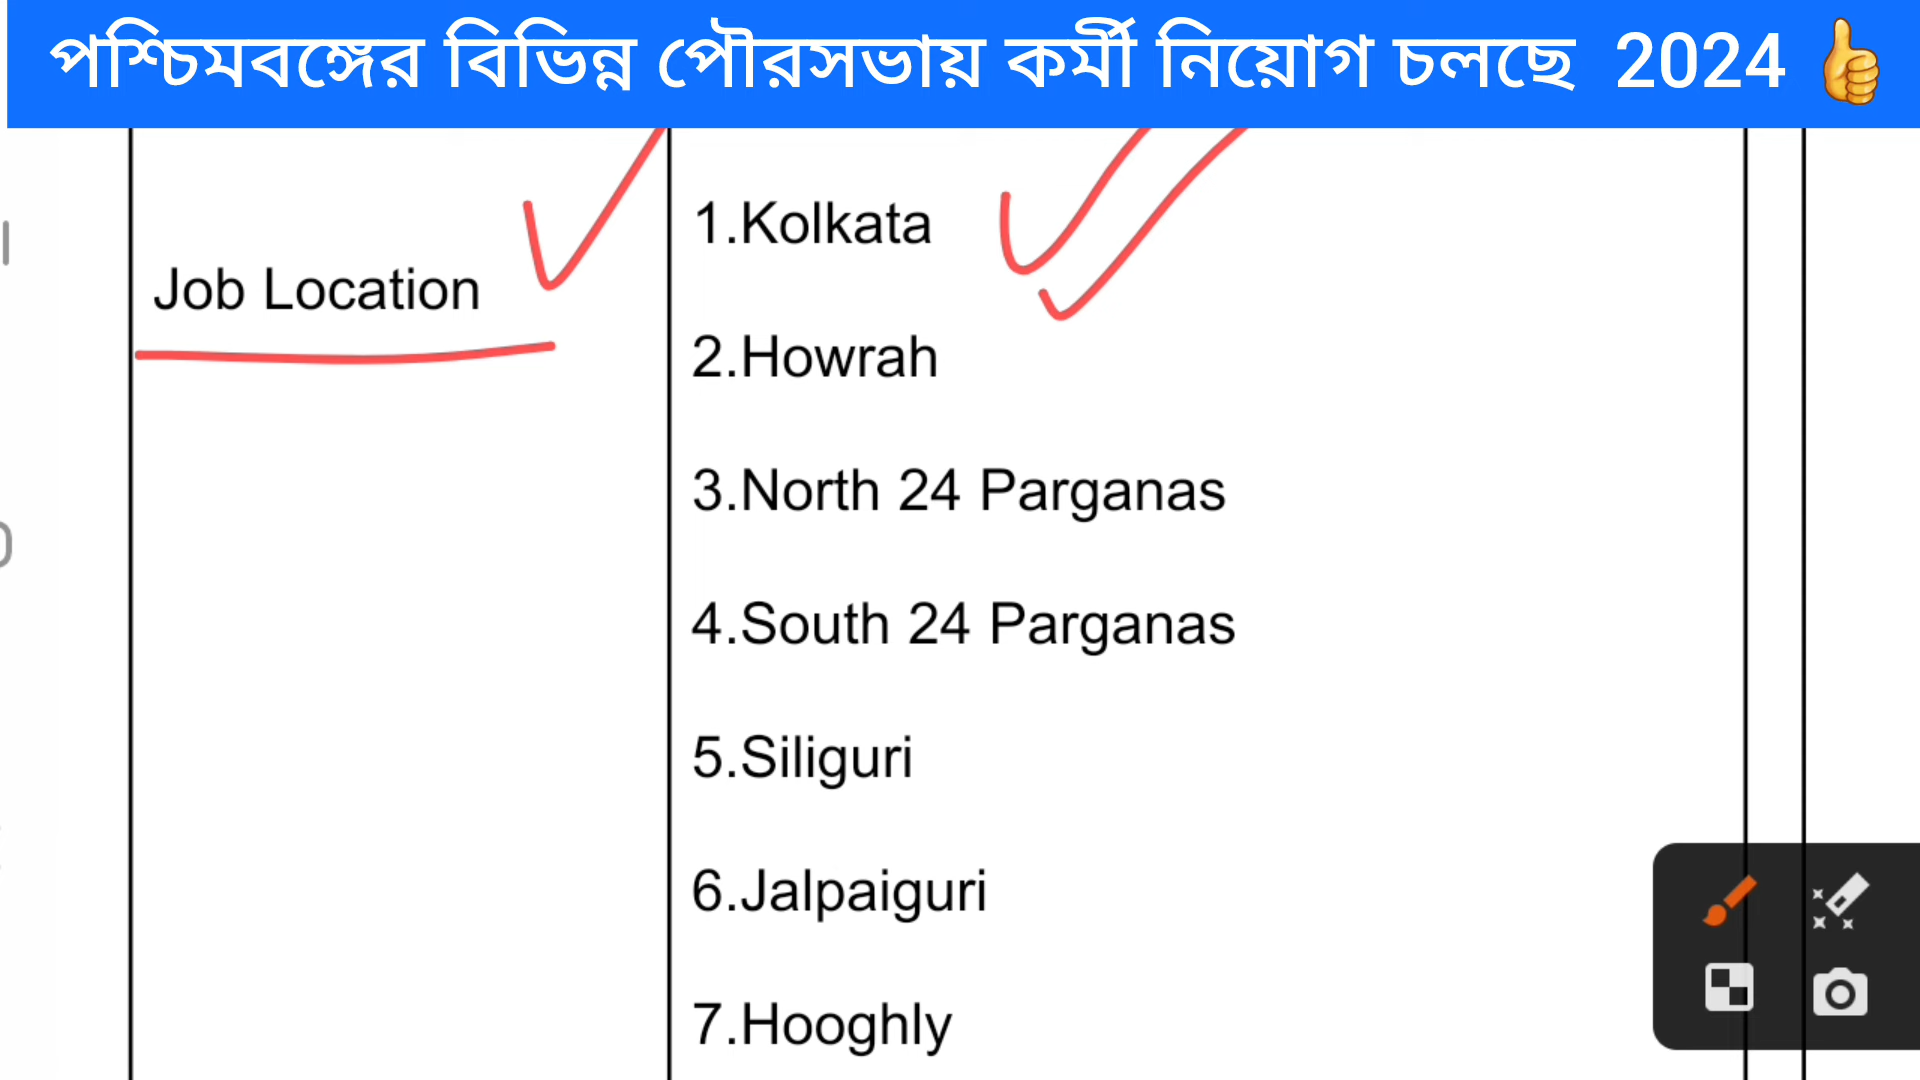 পশ্চিমবঙ্গের বিভিন্ন পৌরসভায় কর্মী নিয়োগ চলছে 2024 👍
Job Location
1.Kolkata
2.Howrah
3.North 24 Parganas
4.South 24 Parganas
5.Siliguri
6.Jalpaiguri
7.Hooghly